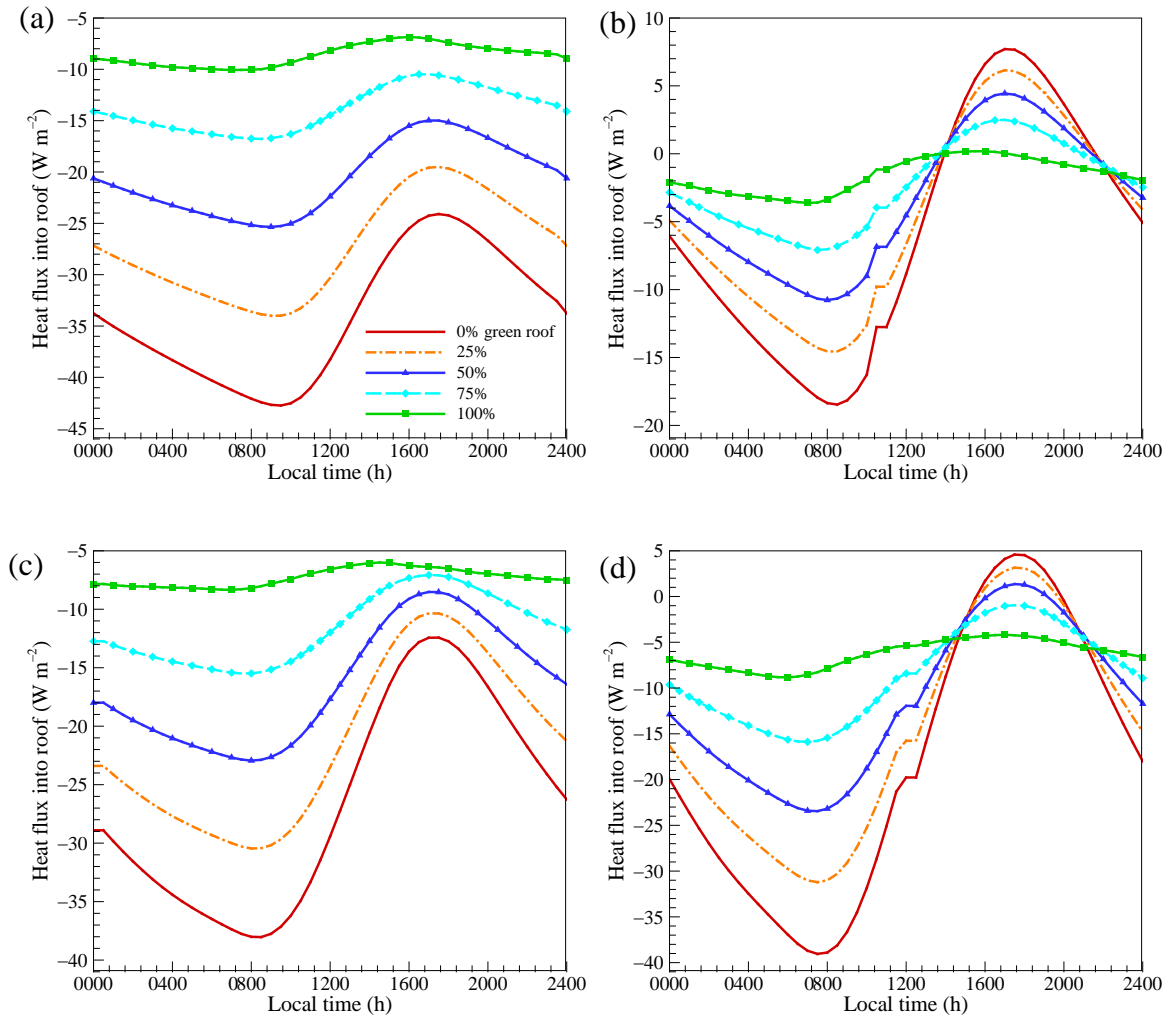 (a)
Heat flux into roof (W m⁻²)
−5
−10
−15
−20
−25
−30
−35
−40
−45
0% green roof
25%
50%
75%
100%
0000 0400 0800 1200 1600 2000 2400
Local time (h)
(b)
Heat flux into roof (W m⁻²)
10
5
0
−5
−10
−15
−20
0000 0400 0800 1200 1600 2000 2400
Local time (h)
(c)
Heat flux into roof (W m⁻²)
−5
−10
−15
−20
−25
−30
−35
−40
0000 0400 0800 1200 1600 2000 2400
Local time (h)
(d)
Heat flux into roof (W m⁻²)
5
0
−5
−10
−15
−20
−25
−30
−35
−40
0000 0400 0800 1200 1600 2000 2400
Local time (h)